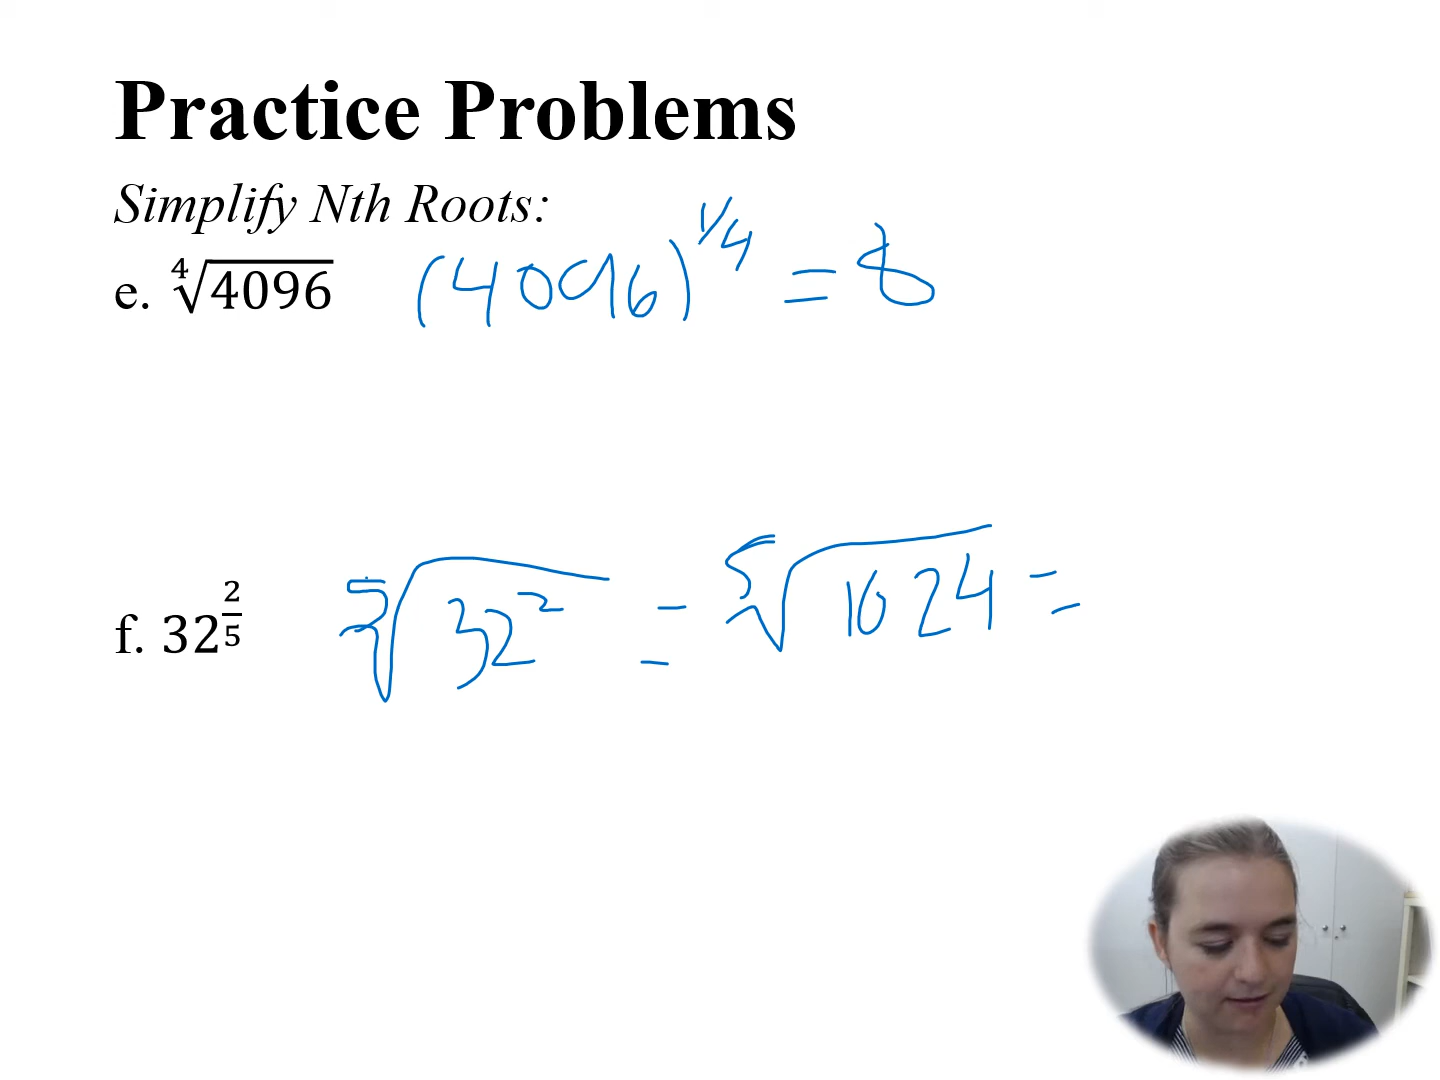 Practice Problems
Simplify Nth Roots:
e. ∜4096 (4096)^1/4 = 8
f. 32^(2/5) ⁵√32² = ⁵√1024 =